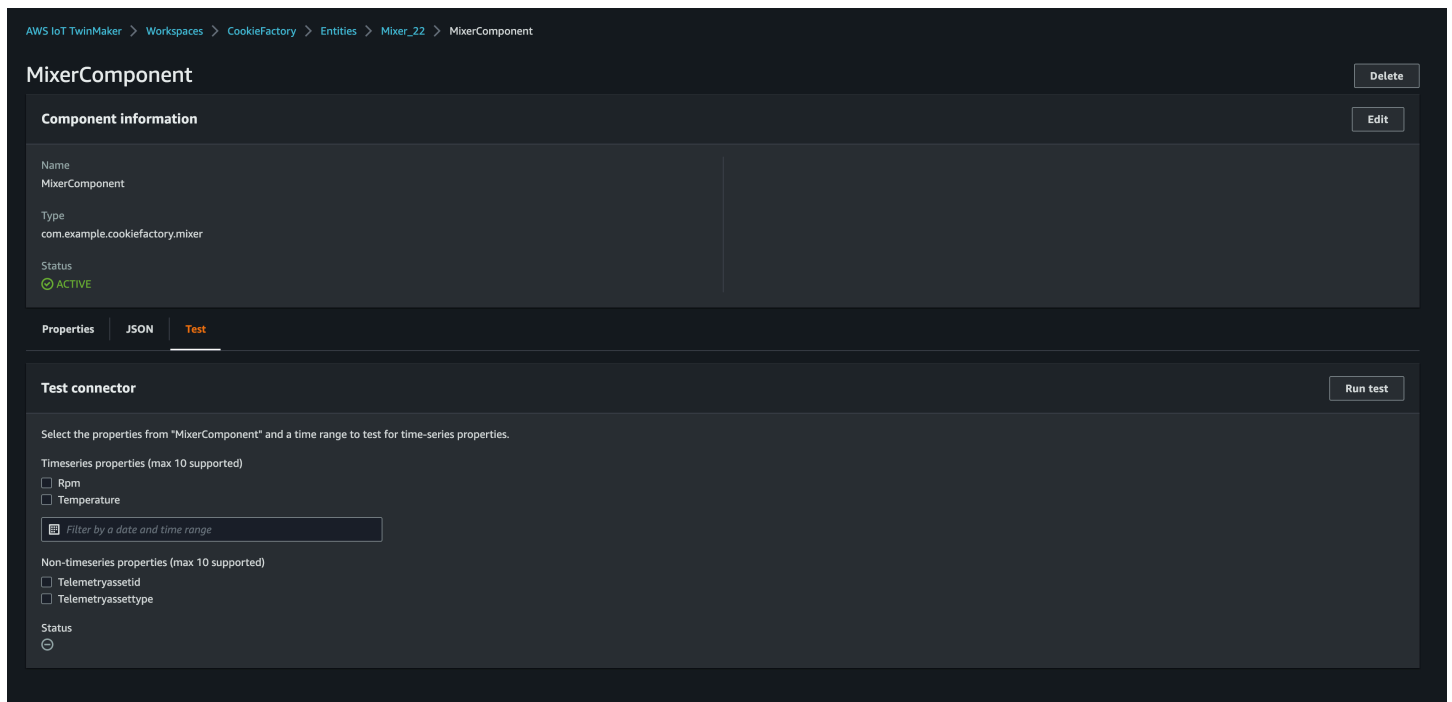 AWS IoT TwinMaker > Workspaces > CookieFactory > Entities > Mixer_22 > MixerComponent
MixerComponent
Delete
Component information
Edit
Name
MixerComponent
Type
com.example.cookiefactory.mixer
Status
ACTIVE
Properties JSON Test
Test connector
Run test
Select the properties from "MixerComponent" and a time range to test for time-series properties.
Timeseries properties (max 10 supported)
Rpm
Temperature
Filter by a date and time range
Non-timeseries properties (max 10 supported)
Telemetryassetid
Telemetryassettype
Status